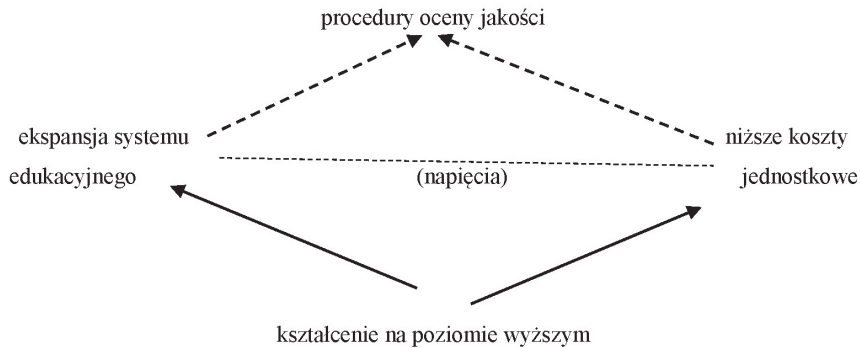 procedury oceny jakości
ekspansja systemu
edukacyjnego
niższe koszty
jednostkowe
(napięcia)
kształcenie na poziomie wyższym